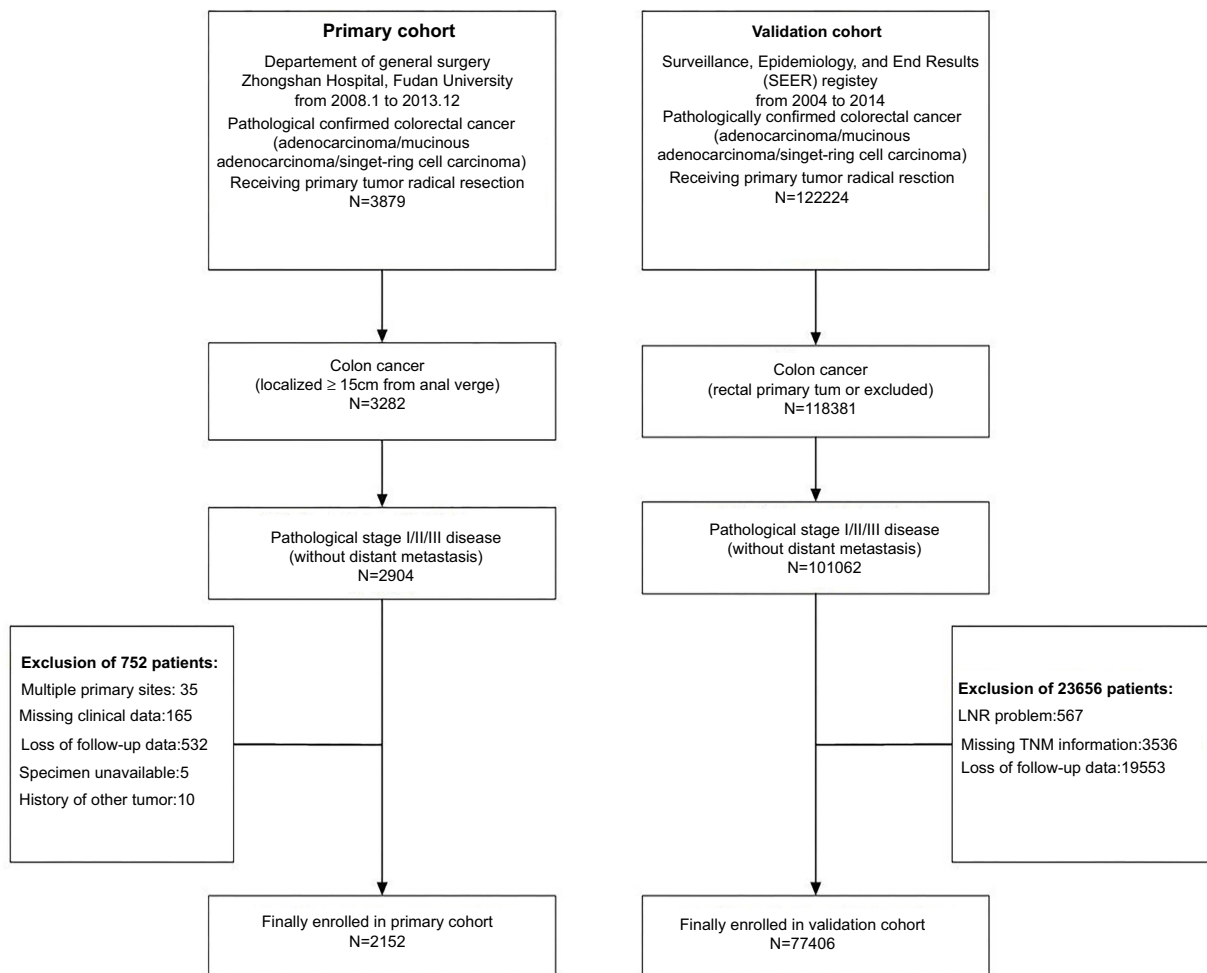 Primary cohort
Departement of general surgery
Zhongshan Hospital, Fudan University
from 2008.1 to 2013.12
Pathological confirmed colorectal cancer
(adenocarcinoma/mucinous
adenocarcinoma/singet-ring cell carcinoma)
Receiving primary tumor radical resection
N=3879
Validation cohort
Surveillance, Epidemiology, and End Results
(SEER) registey
from 2004 to 2014
Pathologically confirmed colorectal cancer
(adenocarcinoma/mucinous
adenocarcinoma/singet-ring cell carcinoma)
Receiving primary tumor radical resction
N=122224
Colon cancer
(localized ≥ 15cm from anal verge)
N=3282
Colon cancer
(rectal primary tum or excluded)
N=118381
Pathological stage I/II/III disease
(without distant metastasis)
N=2904
Pathological stage I/II/III disease
(without distant metastasis)
N=101062
Exclusion of 752 patients:
Multiple primary sites: 35
Missing clinical data:165
Loss of follow-up data:532
Specimen unavailable:5
History of other tumor:10
Exclusion of 23656 patients:
LNR problem:567
Missing TNM information:3536
Loss of follow-up data:19553
Finally enrolled in primary cohort
N=2152
Finally enrolled in validation cohort
N=77406